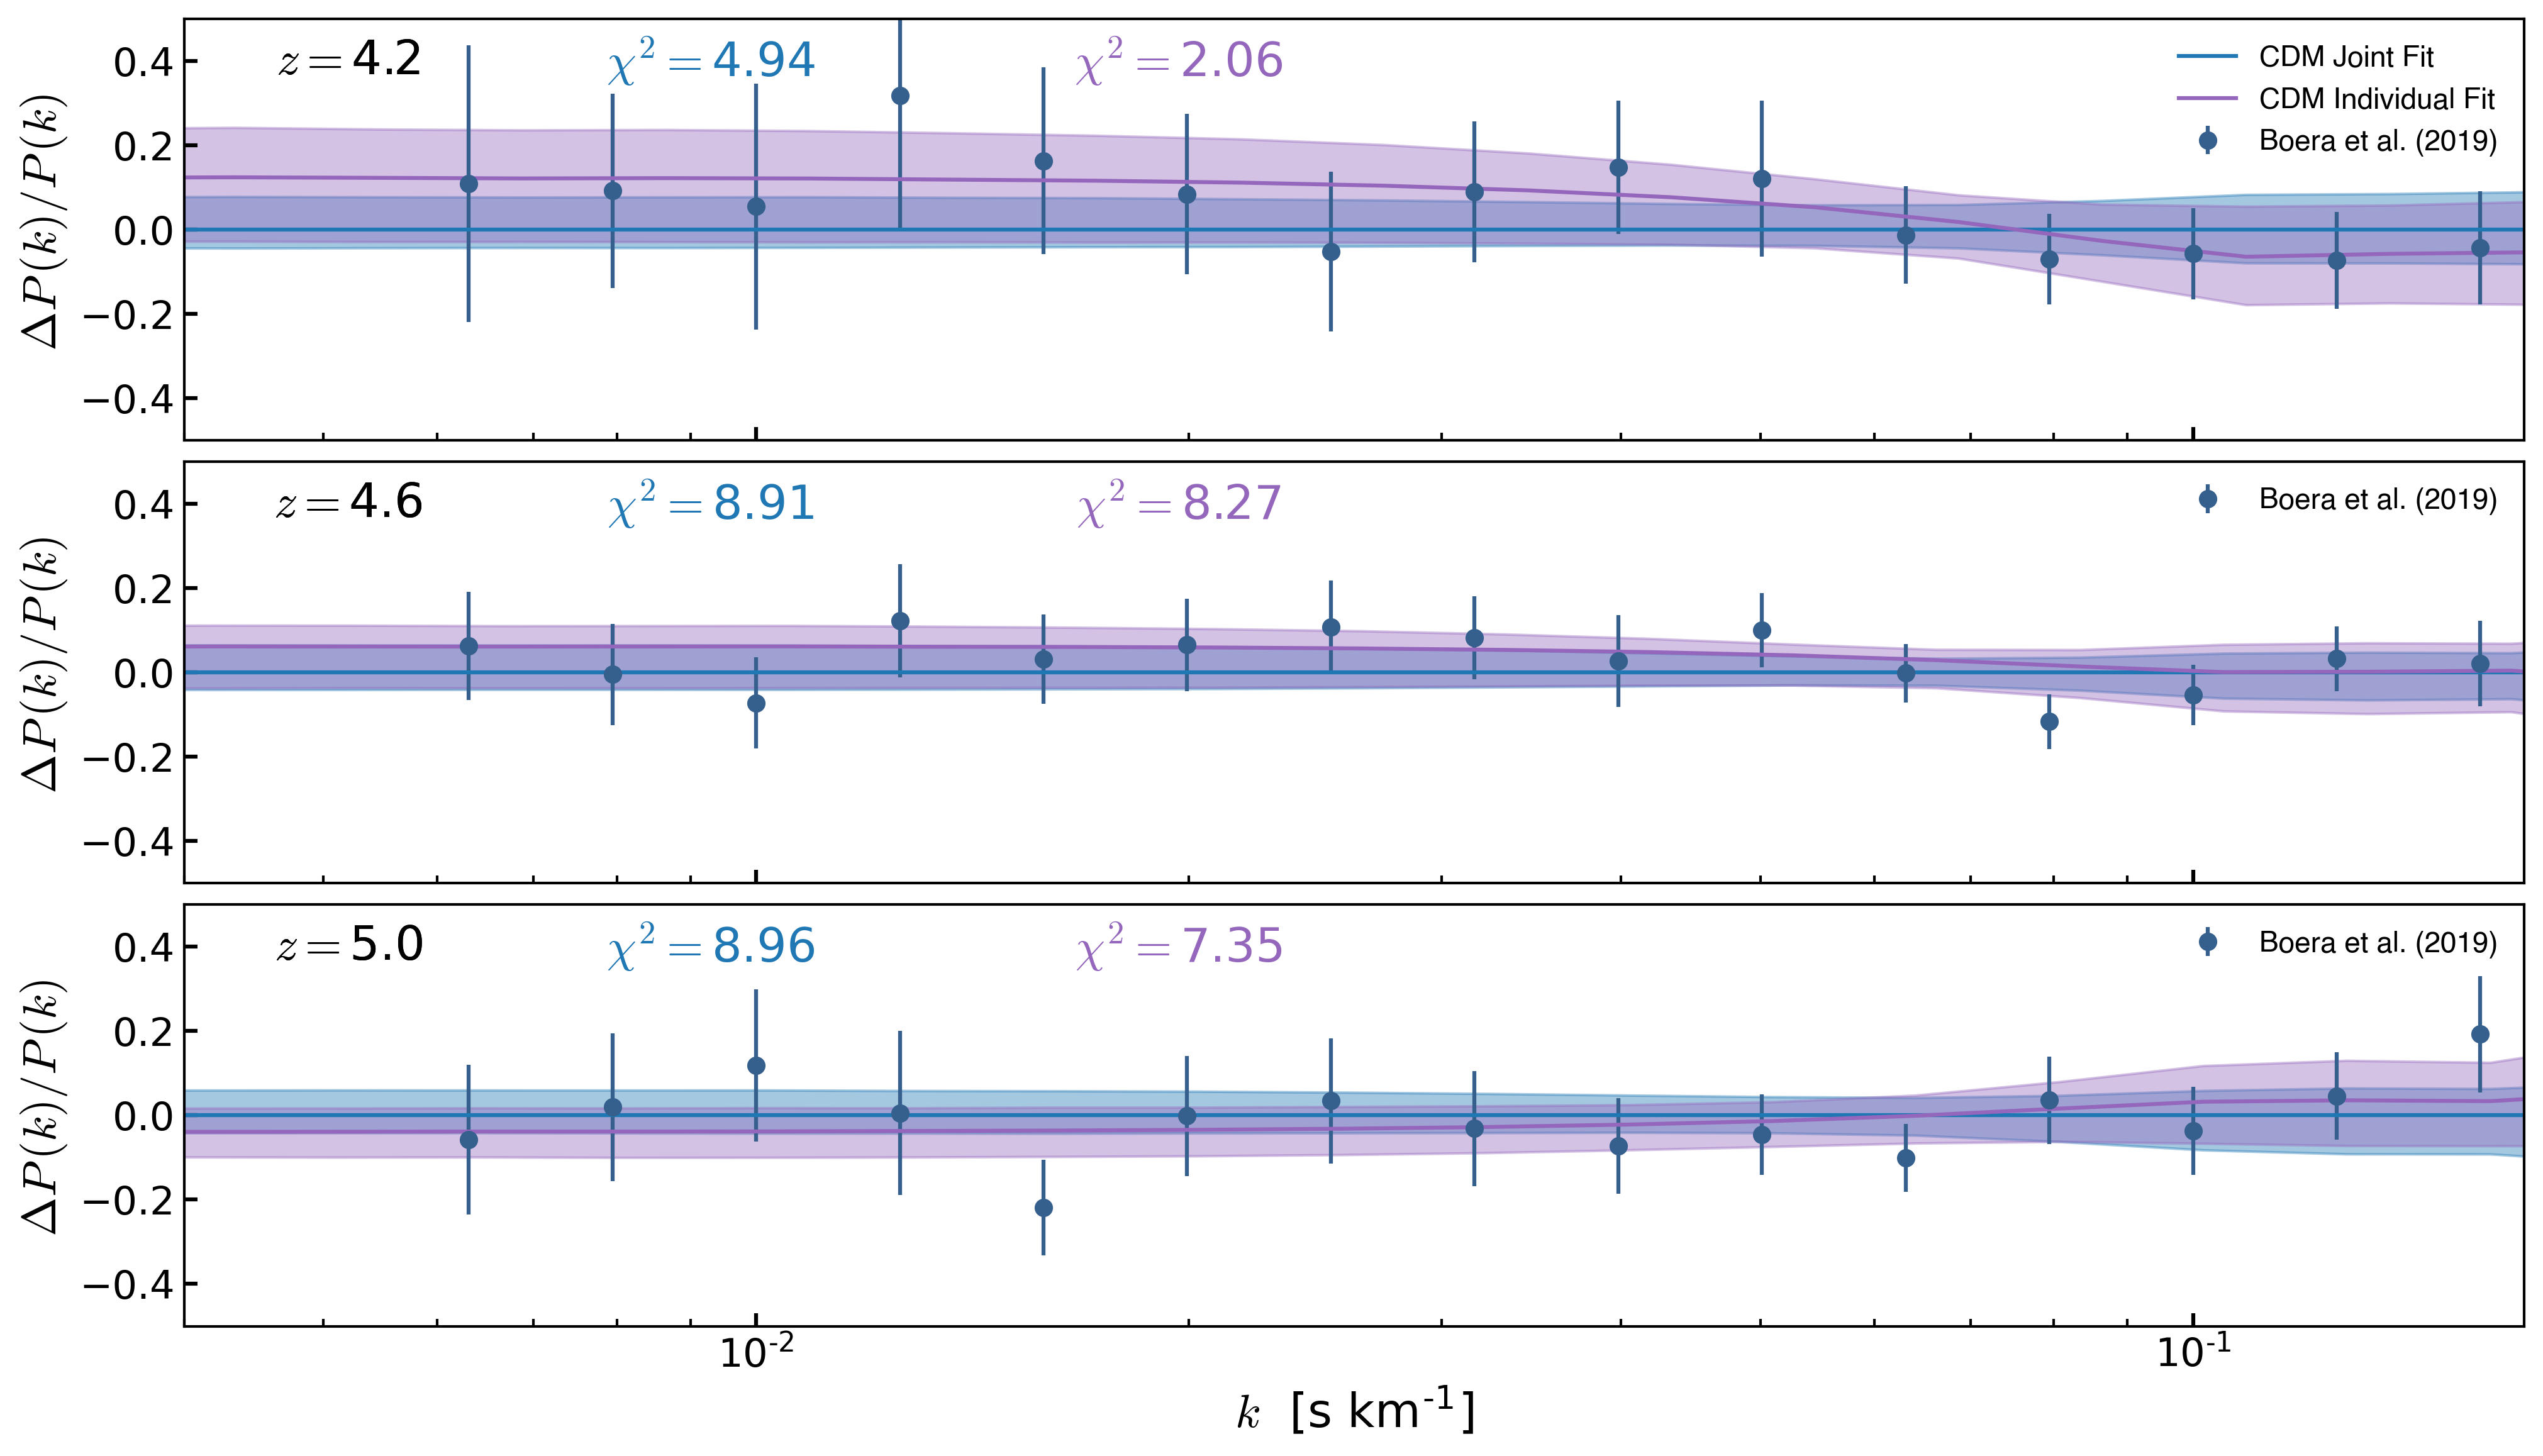 z = 4.2
χ² = 4.94
χ² = 2.06
CDM Joint Fit
CDM Individual Fit
Boera et al. (2019)
ΔP(k)/P(k)
0.4
0.2
0.0
−0.2
−0.4
z = 4.6
χ² = 8.91
χ² = 8.27
Boera et al. (2019)
ΔP(k)/P(k)
0.4
0.2
0.0
−0.2
−0.4
z = 5.0
χ² = 8.96
χ² = 7.35
Boera et al. (2019)
ΔP(k)/P(k)
0.4
0.2
0.0
−0.2
−0.4
10⁻² 10⁻¹
k [s km⁻¹]